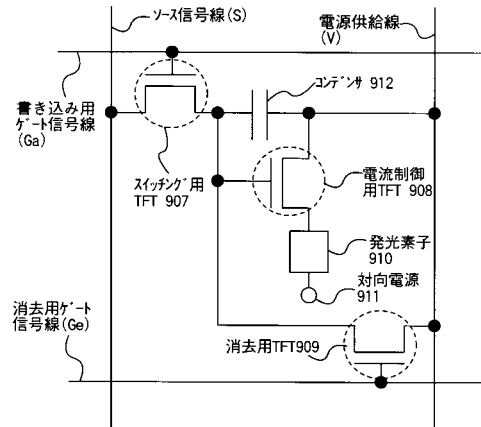 ソース信号線(S)
電源供給線
(V)
書き込み用
ゲート信号線
(Ga)
コンデンサ 912
スイッチング用
TFT 907
電流制御
用TFT 908
発光素子
910
対向電源
911
消去用ゲート
信号線(Ge)
消去用TFT909